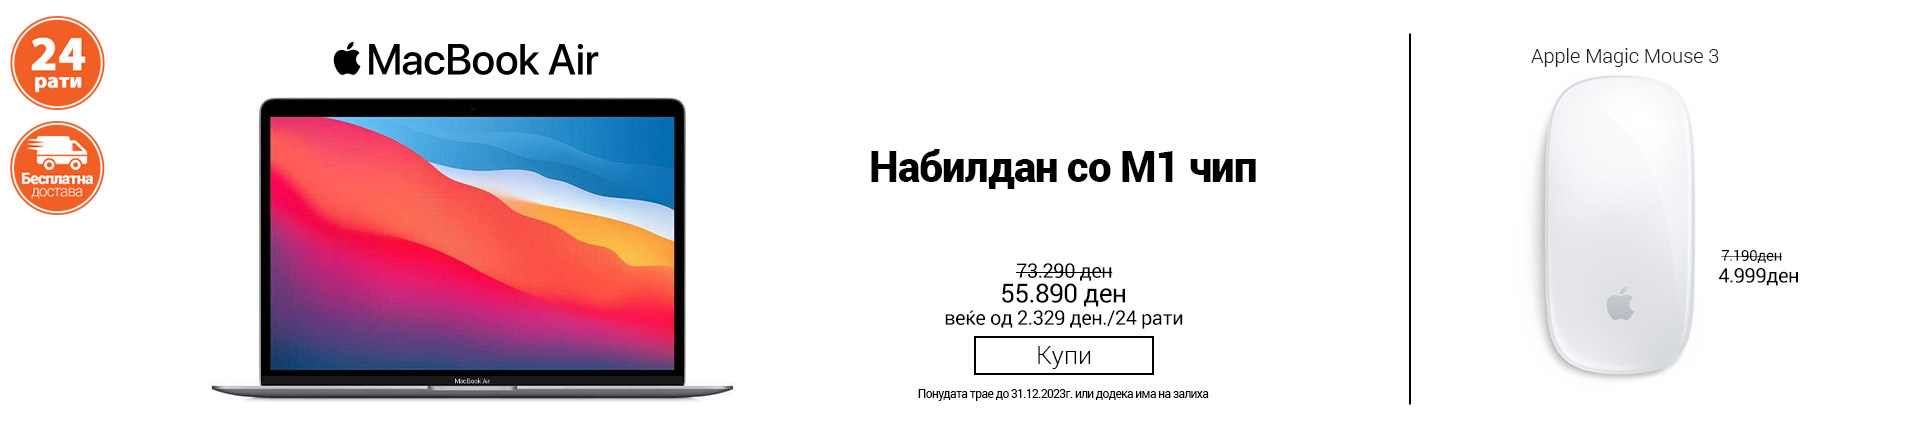 24
рати
Бесплатна
достава
MacBook Air
MacBook Air
Набилдан со М1 чип
73.290 ден
55.890 ден
веќе од 2.329 ден./24 рати
Купи
Понудата трае до 31.12.2023г. или додека има на залиха
Apple Magic Mouse 3
7.190ден
4.999ден